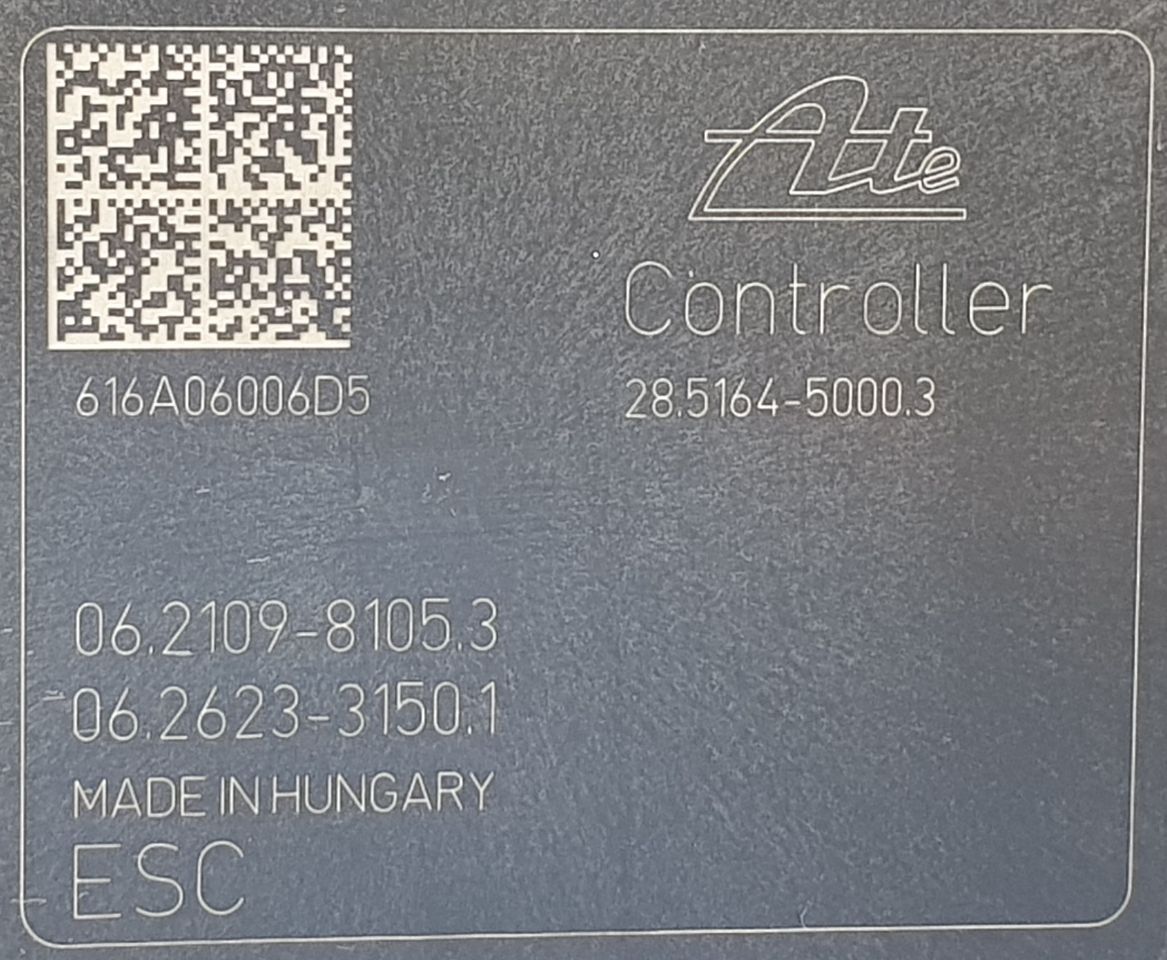 Ate
Controller
616A06006D5
28.5164-5000.3
06.2109-8105.3
06.2623-3150.1
MADE IN HUNGARY
ESC